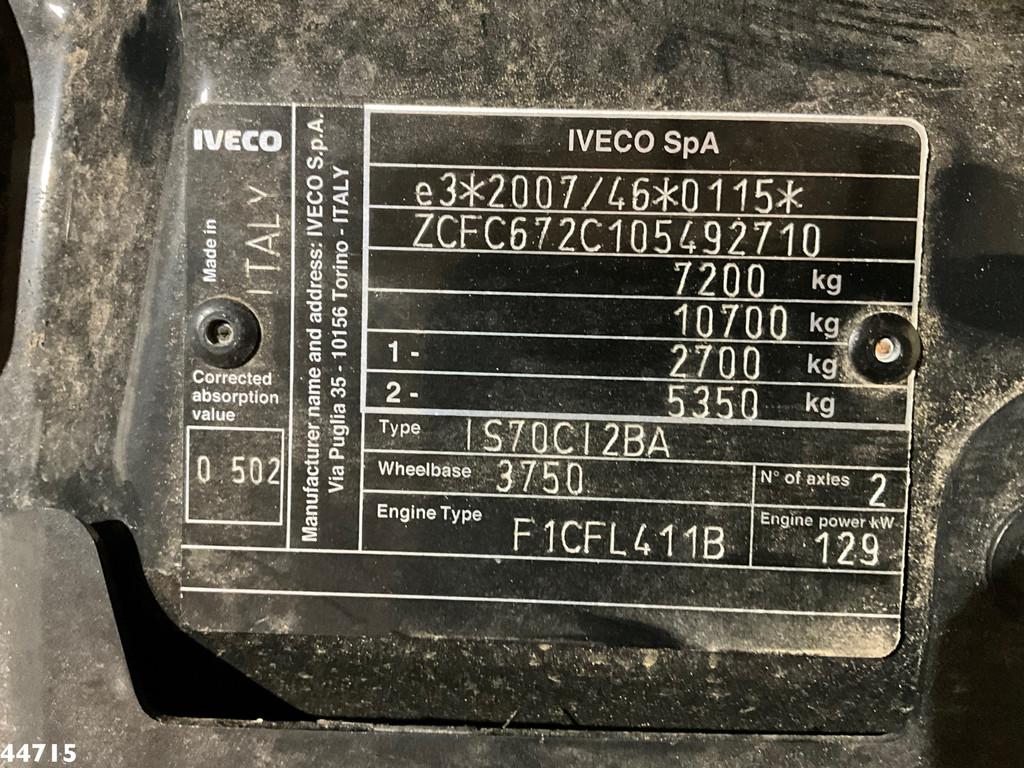 IVECO
Made in
ITALY
Corrected
absorption
value
0 502
Manufacturer name and address: IVECO S.p.A.
Via Puglia 35 - 10156 Torino - ITALY
IVECO SpA
e3*2007/46*0115*
ZCFC672C105492710
7200 kg
10700 kg
1 - 2700 kg
2 - 5350 kg
Type IS70CI2BA
Wheelbase 3750
N° of axles 2
Engine Type F1CFL411B
Engine power kW
129
44715